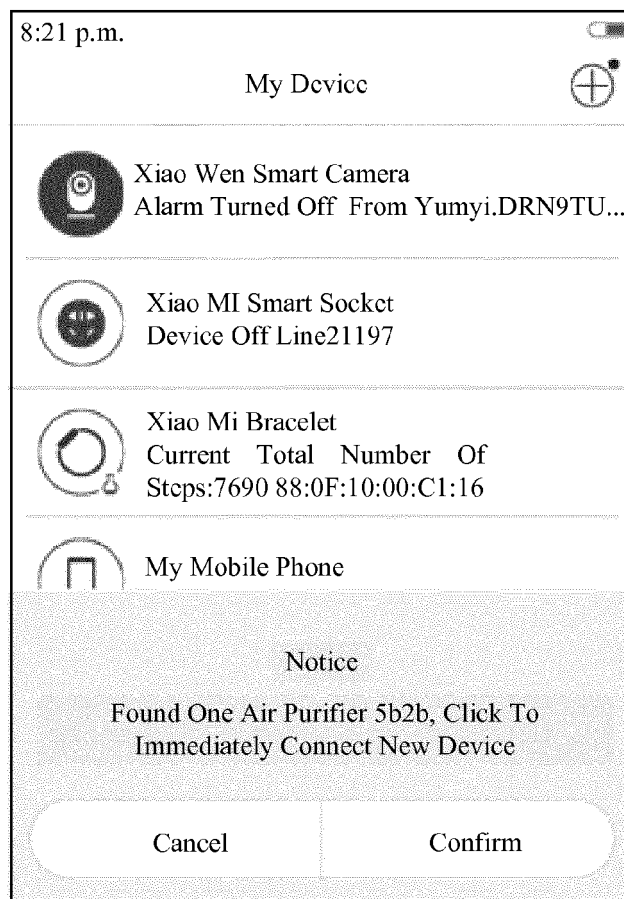 8:21 p.m.
My Device
Xiao Wen Smart Camera
Alarm Turned Off From Yumyi.DRN9TU...
Xiao MI Smart Socket
Device Off Line21197
Xiao Mi Bracelet
Current Total Number Of
Steps:7690 88:0F:10:00:C1:16
My Mobile Phone
Notice
Found One Air Purifier 5b2b, Click To
Immediately Connect New Device
Cancel
Confirm